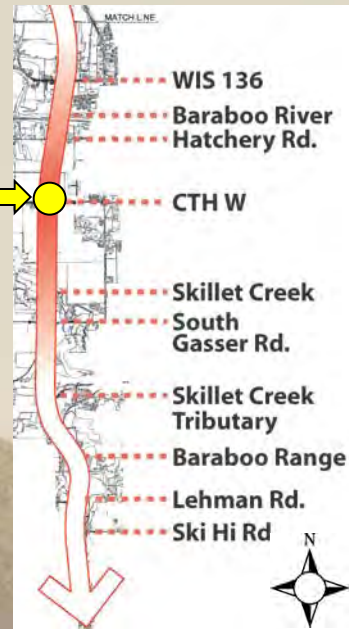 MATCH LINE
WIS 136
Baraboo River
Hatchery Rd.
CTH W
Skillet Creek
South
Gasser Rd.
Skillet Creek
Tributary
Baraboo Range
Lehman Rd.
Ski Hi Rd
N